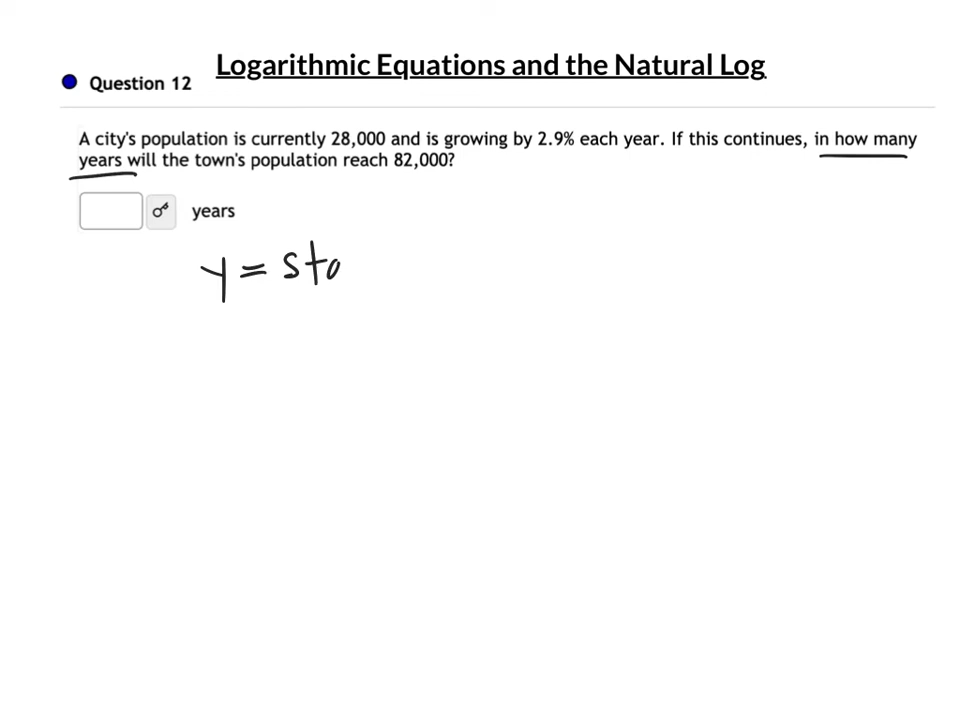 Logarithmic Equations and the Natural Log
Question 12
A city's population is currently 28,000 and is growing by 2.9% each year. If this continues, in how many
years will the town's population reach 82,000?
years
y = sta